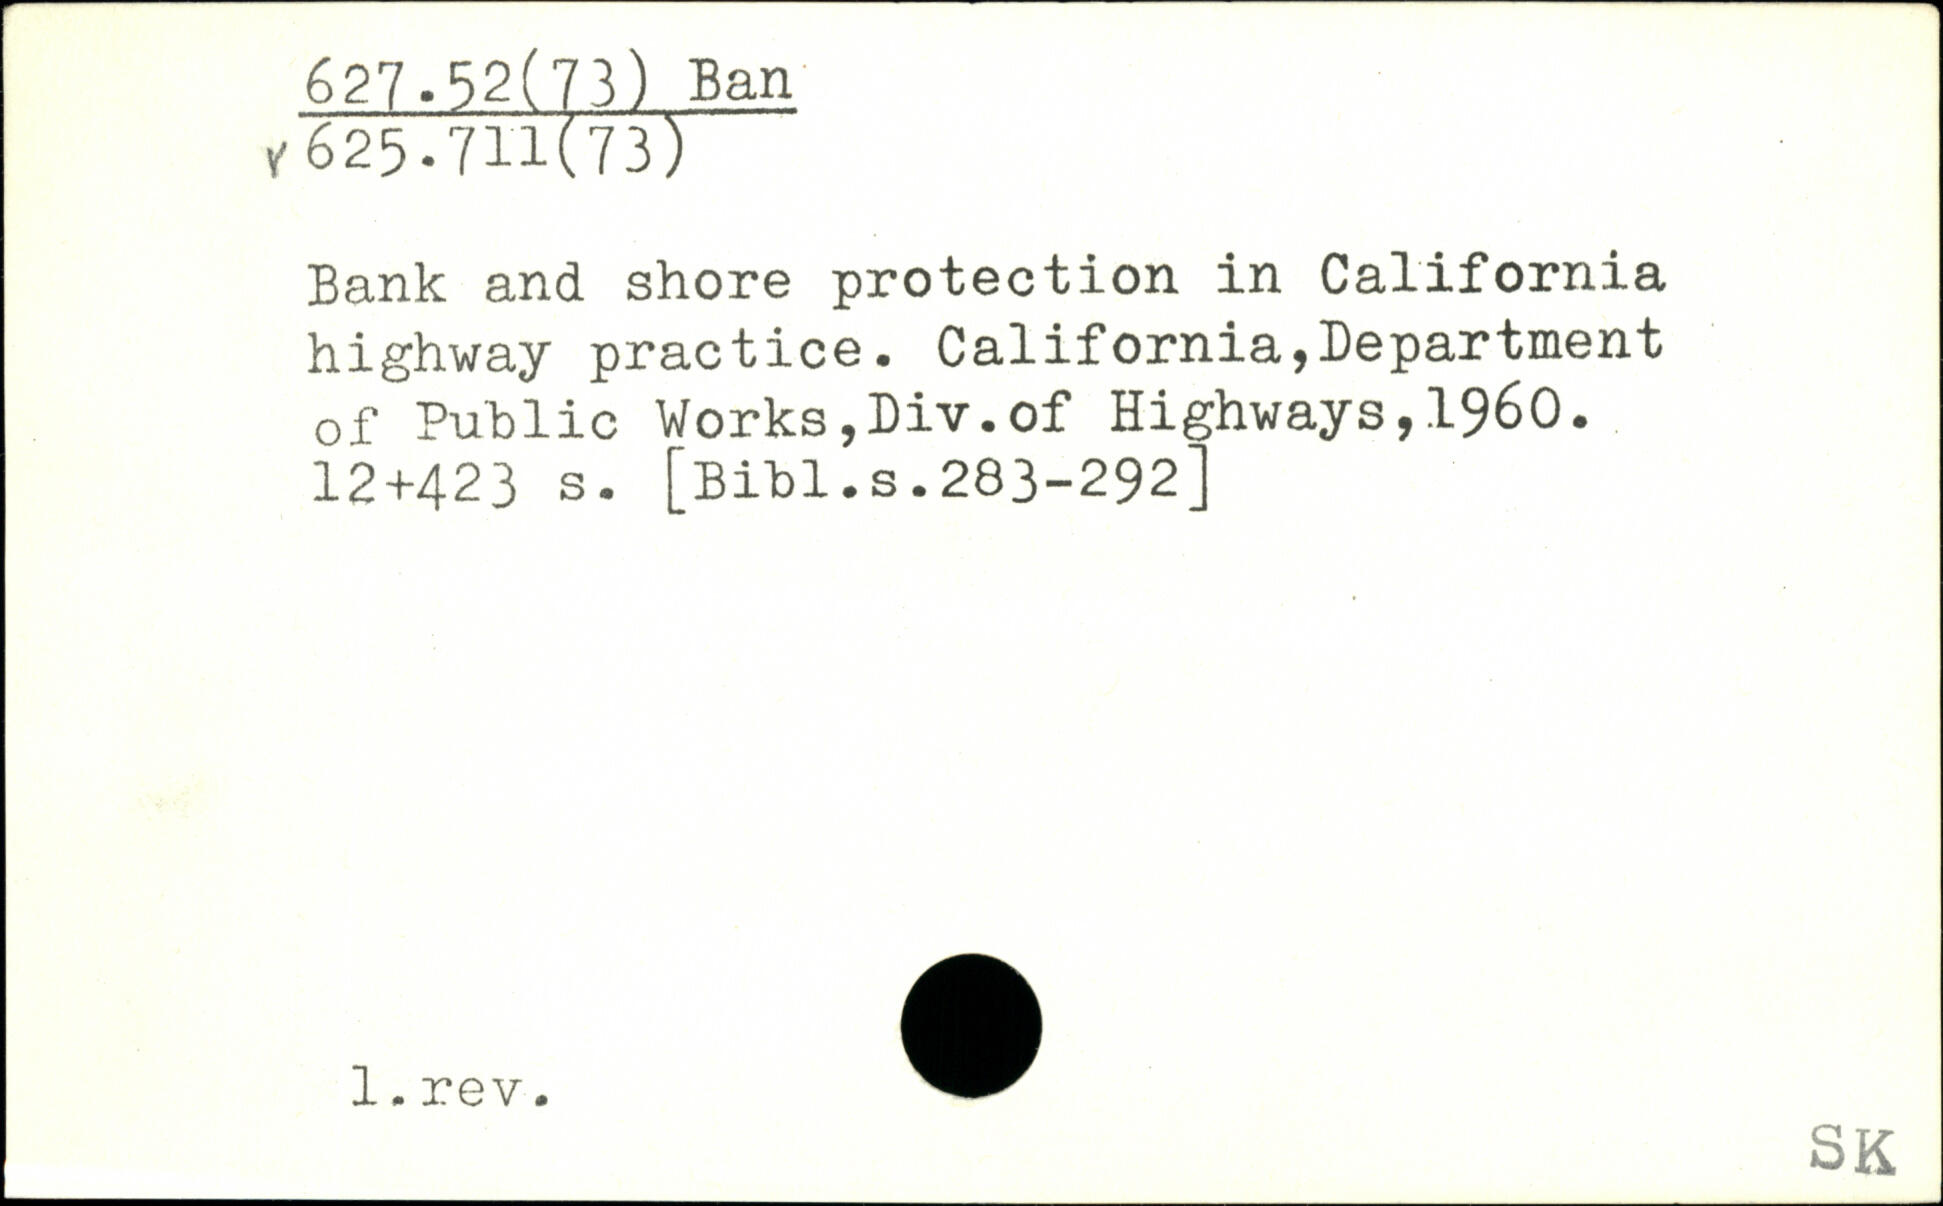 627.52(73) Ban
v 625.711(73)
Bank and shore protection in California
highway practice. California,Department
of Public Works,Div.of Highways,1960.
12+423 s. [Bibl.s.283-292]
1.rev.
SK